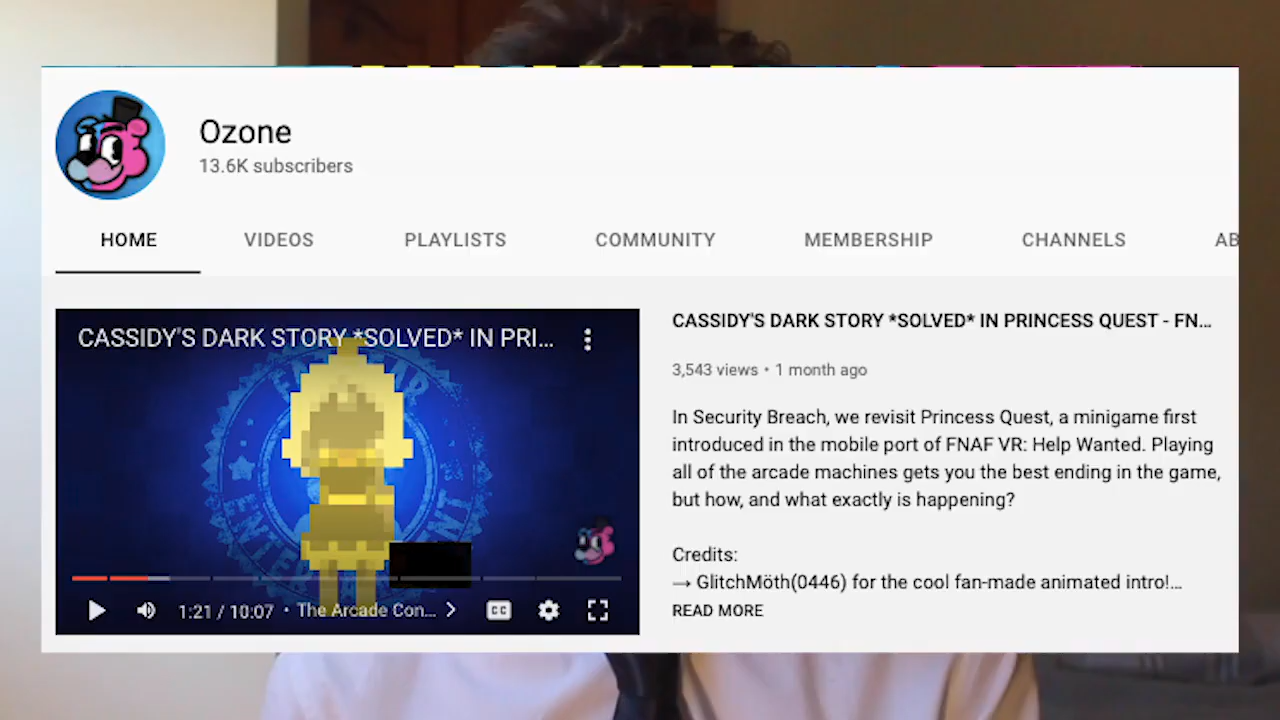 Ozone
13.6K subscribers
HOME VIDEOS PLAYLISTS COMMUNITY MEMBERSHIP CHANNELS AB
CASSIDY'S DARK STORY *SOLVED* IN PRI...
1:21 / 10:07 • The Arcade Con...
CC
CASSIDY'S DARK STORY *SOLVED* IN PRINCESS QUEST - FN...
3,543 views • 1 month ago
In Security Breach, we revisit Princess Quest, a minigame first
introduced in the mobile port of FNAF VR: Help Wanted. Playing
all of the arcade machines gets you the best ending in the game,
but how, and what exactly is happening?
Credits:
→ GlitchMöth(0446) for the cool fan-made animated intro!...
READ MORE